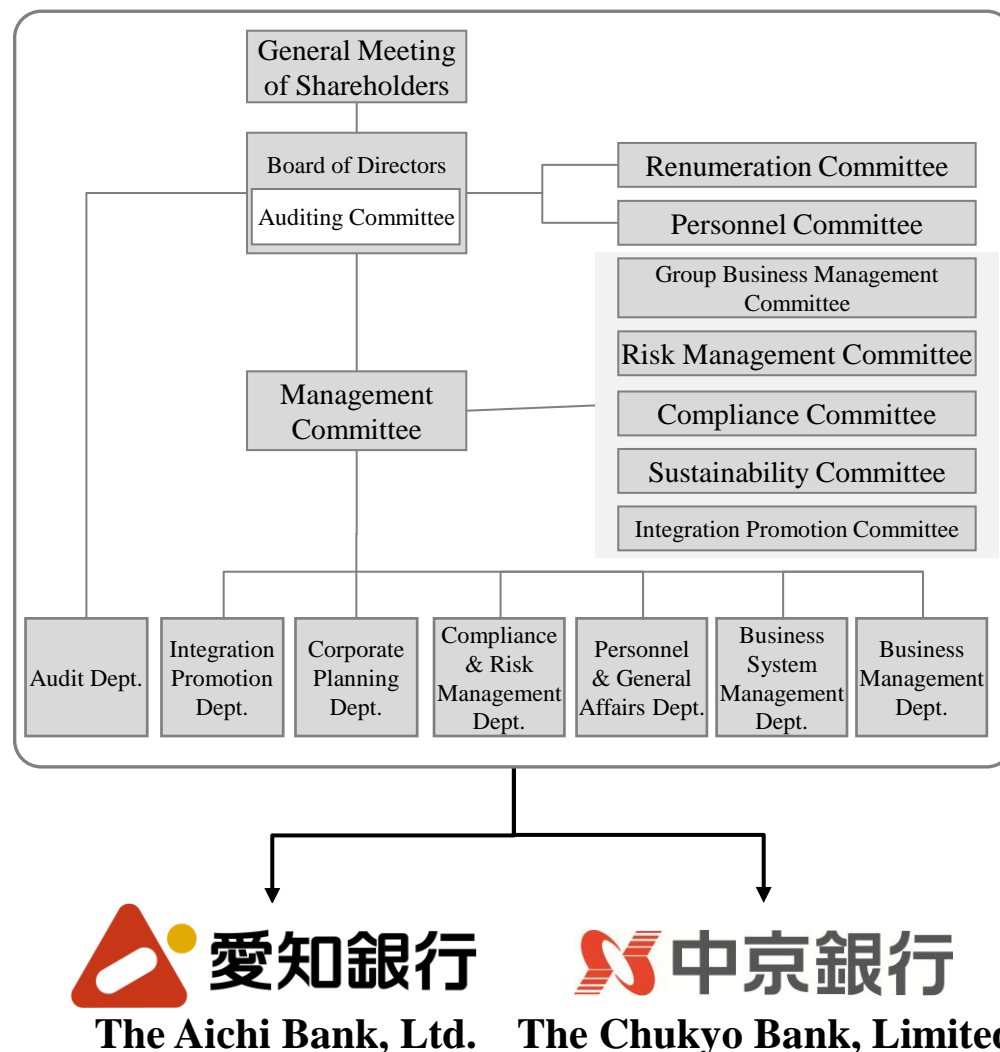 General Meeting
of Shareholders
Board of Directors
Auditing Committee
Renumeration Committee
Personnel Committee
Group Business Management
Committee
Risk Management Committee
Management
Committee
Compliance Committee
Sustainability Committee
Integration Promotion Committee
Audit Dept.
Integration
Promotion
Dept.
Corporate
Planning
Dept.
Compliance
& Risk
Management
Dept.
Personnel
& General
Affairs Dept.
Business
System
Management
Dept.
Business
Management
Dept.
愛知銀行
中京銀行
The Aichi Bank, Ltd.
The Chukyo Bank, Limited